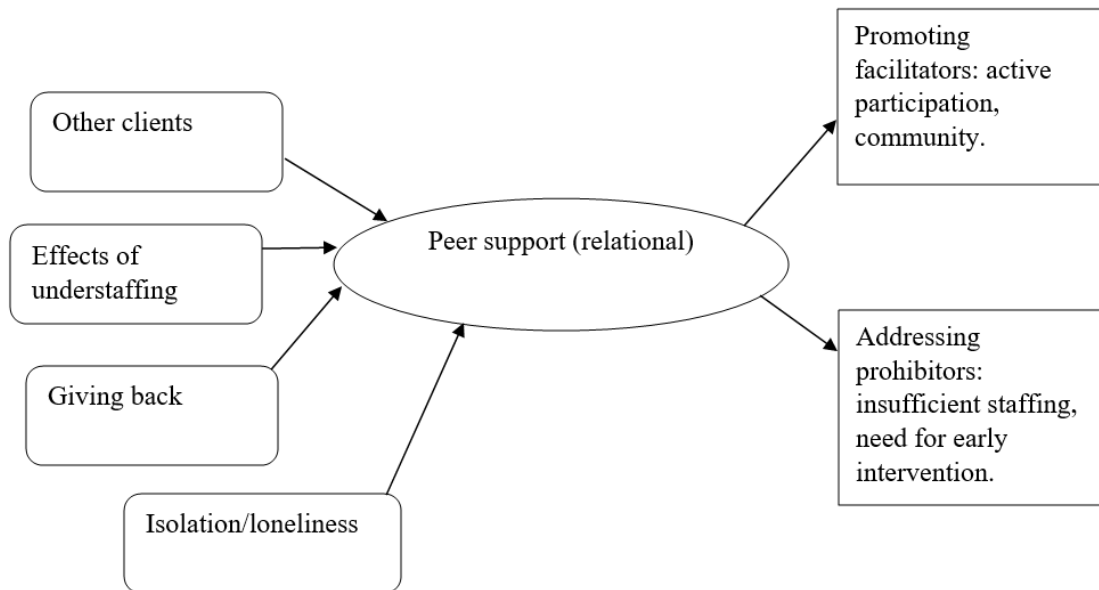 Other clients
Effects of
understaffing
Giving back
Isolation/loneliness
Peer support (relational)
Promoting
facilitators: active
participation,
community.
Addressing
prohibitors:
insufficient staffing,
need for early
intervention.